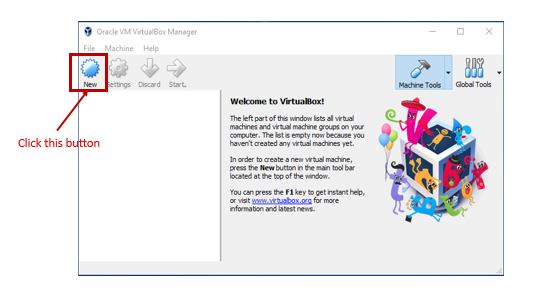 Oracle VM VirtualBox Manager
File Machine Help
New Settings Discard Start.
Machine Tools Global Tools
Click this button
Welcome to VirtualBox!
The left part of this window lists all virtual
machines and virtual machine groups on your
computer. The list is empty now because you
haven't created any virtual machines yet.
In order to create a new virtual machine,
press the New button in the main tool bar
located at the top of the window.
You can press the F1 key to get instant help,
or visit www.virtualbox.org for more
information and latest news.